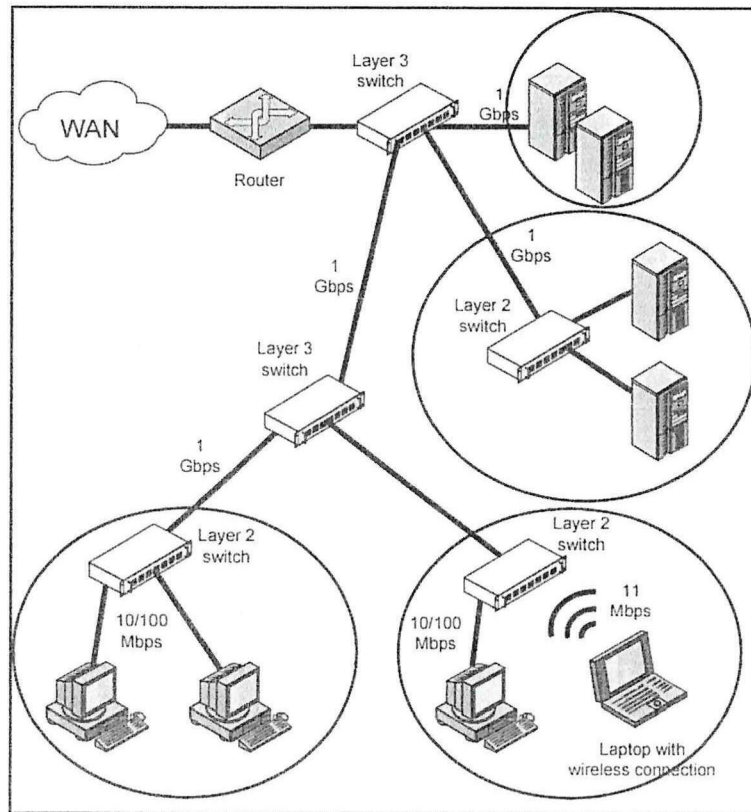 Layer 3
switch
1
Gbps
WAN
Router
1
Gbps
1
Gbps
Layer 2
switch
Layer 3
switch
1
Gbps
Layer 2
switch
Layer 2
switch
10/100
Mbps
10/100
Mbps
11
Mbps
Laptop with
wireless connection